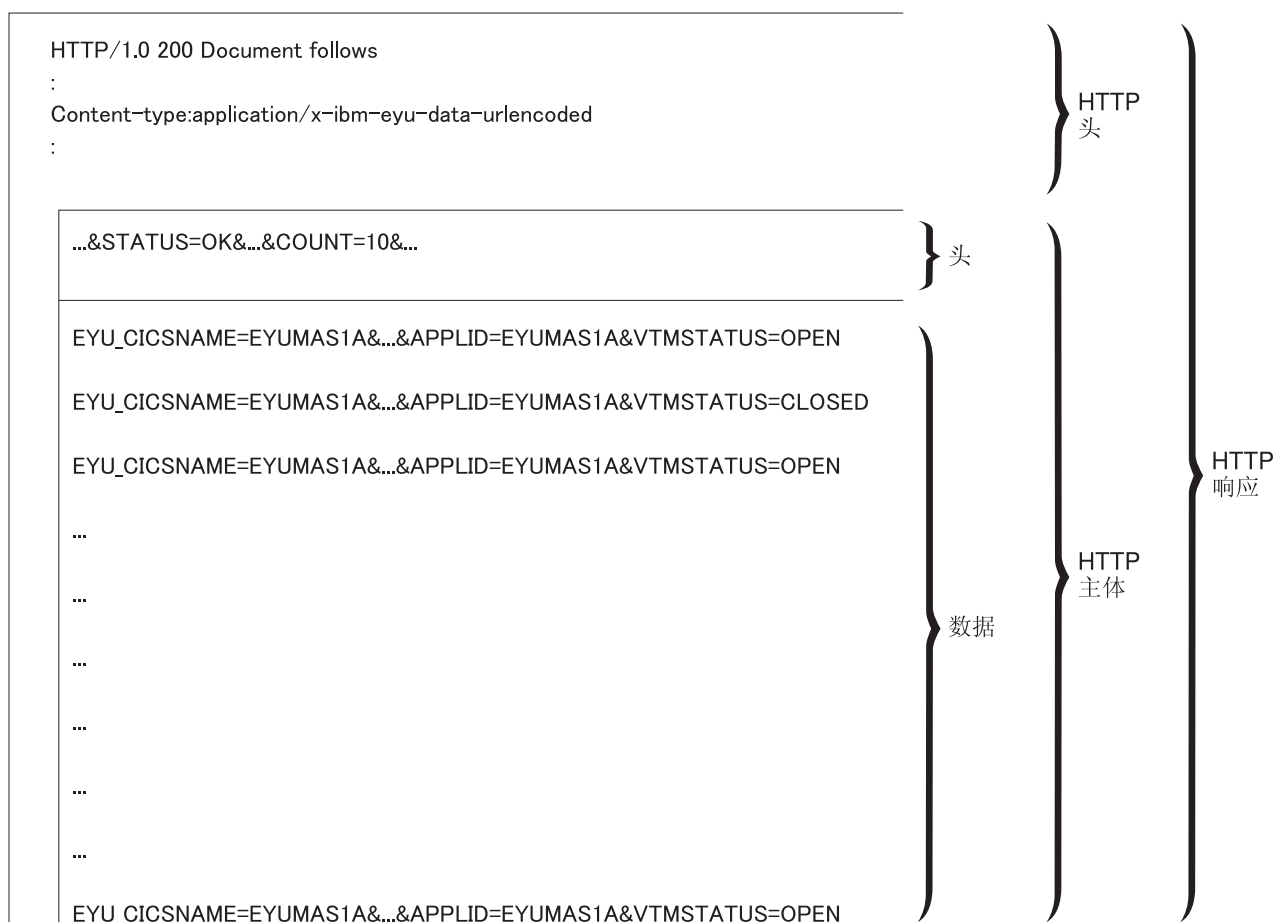 HTTP/1.0 200 Document follows
:
Content-type:application/x-ibm-eyu-data-urlencoded
:
HTTP
头
...&STATUS=OK&...&COUNT=10&...
头
EYU_CICSNAME=EYUMAS1A&...&APPLID=EYUMAS1A&VTMSTATUS=OPEN
EYU_CICSNAME=EYUMAS1A&...&APPLID=EYUMAS1A&VTMSTATUS=CLOSED
EYU_CICSNAME=EYUMAS1A&...&APPLID=EYUMAS1A&VTMSTATUS=OPEN
...
...
...
...
...
...
EYU_CICSNAME=EYUMAS1A&...&APPLID=EYUMAS1A&VTMSTATUS=OPEN
数据
HTTP
主体
HTTP
响应